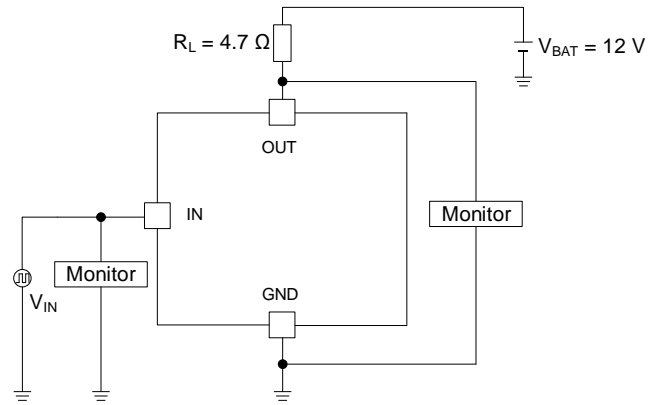 R_L = 4.7 Ω
V_BAT = 12 V
OUT
IN
Monitor
Monitor
V_IN
GND